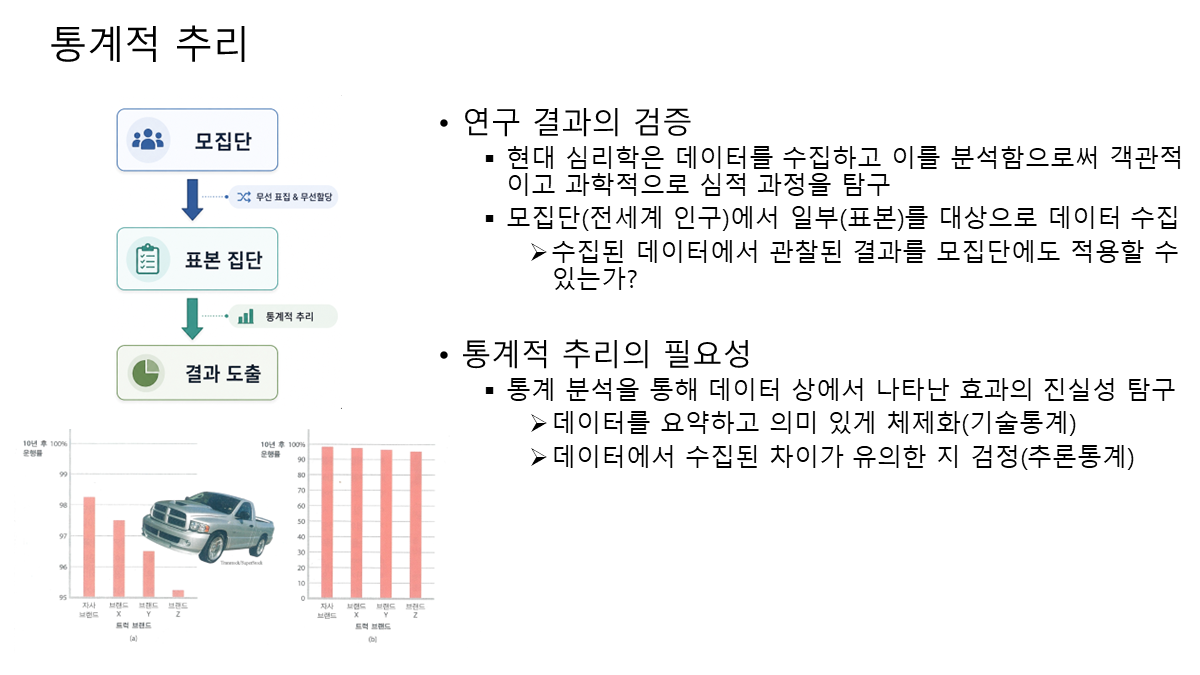 통계적 추리
모집단
무선 표집 & 무선할당
표본 집단
통계적 추리
결과 도출
10년 후 100%
운행률
99
98
97
96
95
자사
브랜드
브랜드
X
브랜드
Y
브랜드
Z
트럭 브랜드
(a)
10년 후 100%
운행률
90
80
70
60
50
40
30
20
10
0
자사
브랜드
브랜드
X
브랜드
Y
브랜드
Z
트럭 브랜드
(b)
• 연구 결과의 검증
▪ 현대 심리학은 데이터를 수집하고 이를 분석함으로써 객관적
이고 과학적으로 심적 과정을 탐구
▪ 모집단(전세계 인구)에서 일부(표본)를 대상으로 데이터 수집
➢수집된 데이터에서 관찰된 결과를 모집단에도 적용할 수
있는가?
• 통계적 추리의 필요성
▪ 통계 분석을 통해 데이터 상에서 나타난 효과의 진실성 탐구
➢데이터를 요약하고 의미 있게 체제화(기술통계)
➢데이터에서 수집된 차이가 유의한 지 검정(추론통계)